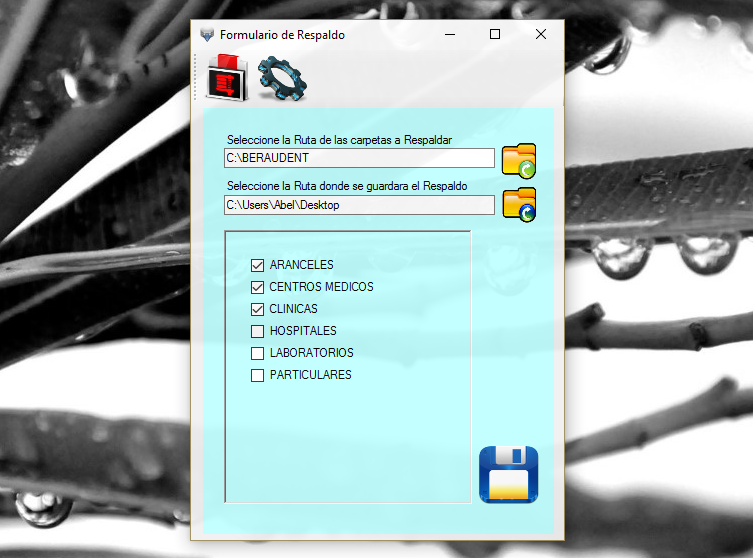 Formulario de Respaldo
Seleccione la Ruta de las carpetas a Respaldar
C:\BERAUDENT
Seleccione la Ruta donde se guardara el Respaldo
C:\Users\Abel\Desktop
ARANCELES
CENTROS MEDICOS
CLINICAS
HOSPITALES
LABORATORIOS
PARTICULARES